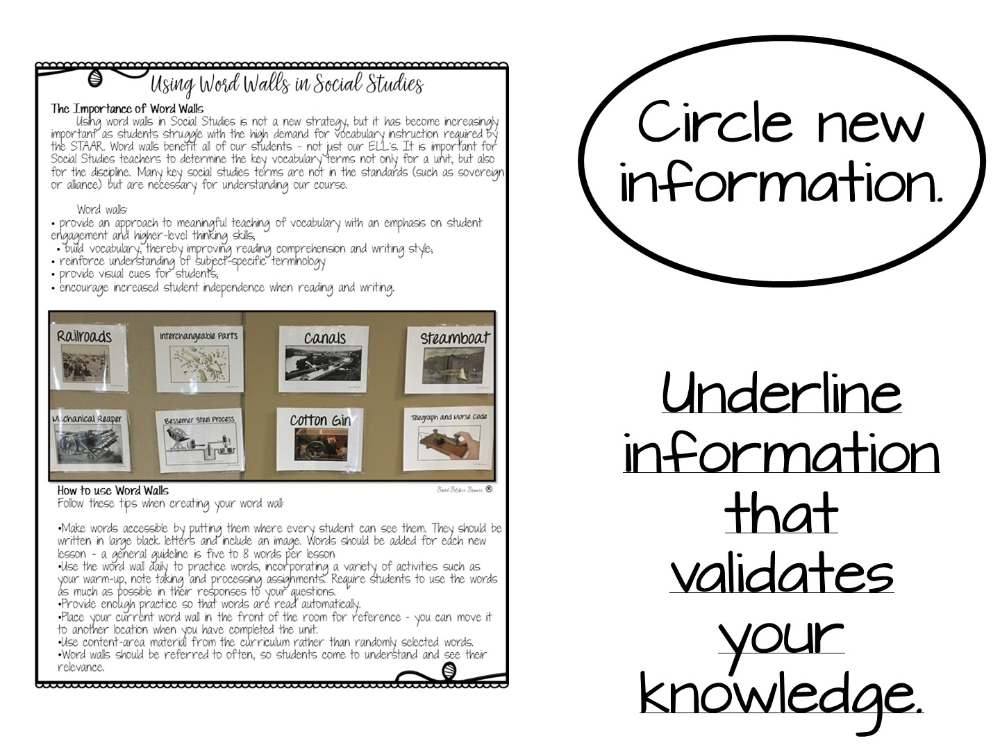 Using Word Walls in Social Studies
The Importance of Word Walls
Using word walls in Social Studies is not a new strategy, but it has become increasingly
important as students struggle with the high demand for vocabulary instruction required by
the STAAR. Word walls benefit all of our students - not just our ELL's. It is important for
Social Studies teachers to determine the key vocabulary terms not only for a unit, but also
for the discipline. Many key social studies terms are not in the standards (such as sovereign
or alliance) but are necessary for understanding our course.
Word walls:
• provide an approach to meaningful teaching of vocabulary with an emphasis on student
engagement and higher-level thinking skills;
• build vocabulary, thereby improving reading comprehension and writing style;
• reinforce understanding of subject-specific terminology
• provide visual cues for students;
• encourage increased student independence when reading and writing.
Railroads
Interchangeable Parts
Canals
Steamboat
Mechanical Reaper
Bessemer Steel Process
Cotton Gin
Telegraph and Morse Code
How to use Word Walls
Social Studies Success ®
Follow these tips when creating your word wall:
•Make words accessible by putting them where every student can see them. They should be
written in large black letters and include an image. Words should be added for each new
lesson - a general guideline is five to 8 words per lesson
•Use the word wall daily to practice words, incorporating a variety of activities such as
your warm-up, note taking and processing assignments. Require students to use the words
as much as possible in their responses to your questions.
•Provide enough practice so that words are read automatically.
•Place your current word wall in the front of the room for reference - you can move it
to another location when you have completed the unit.
•Use content-area material from the curriculum rather than randomly selected words.
•Word walls should be referred to often, so students come to understand and see their
relevance.
Circle new
information.
Underline
information
that
validates
your
knowledge.